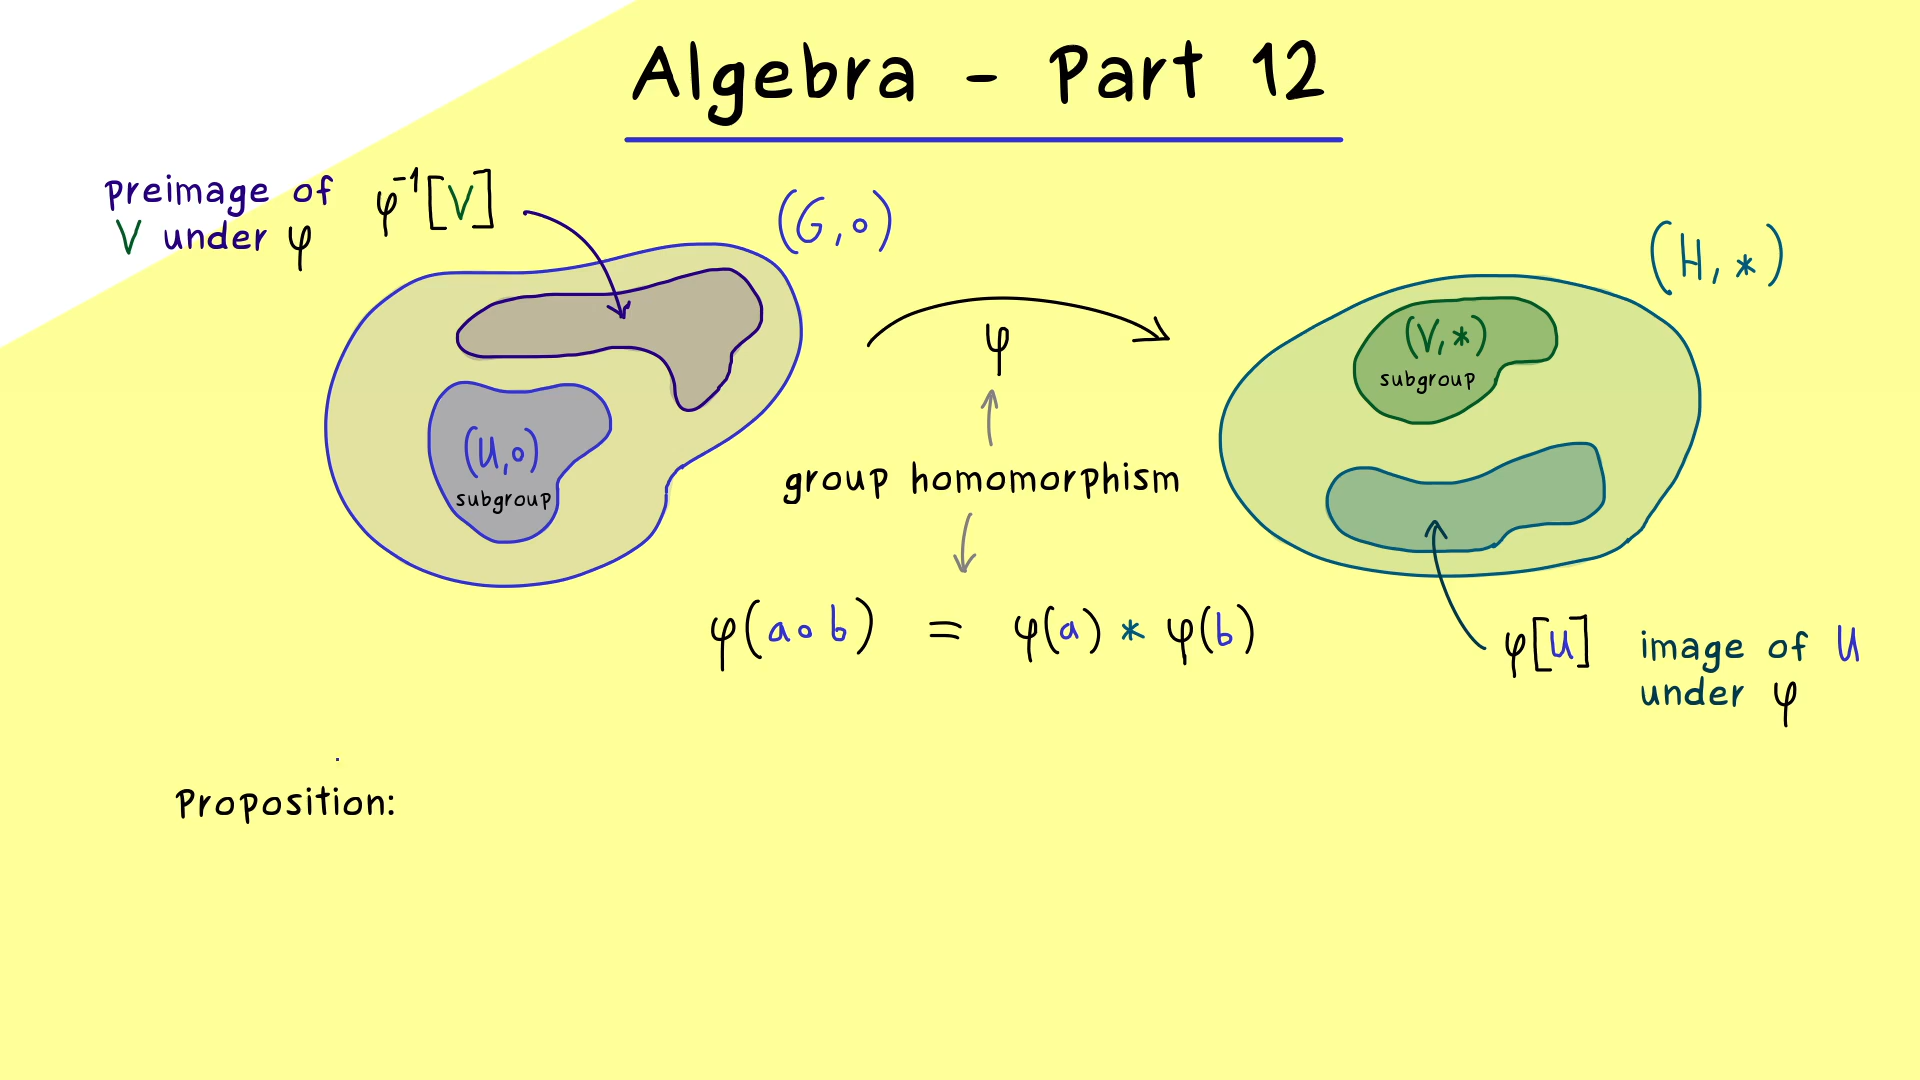 Algebra - Part 12
preimage of
V under φ
φ⁻¹[V]
(G,∘)
(H,*)
(V,*)
subgroup
φ
(U,∘)
subgroup
group homomorphism
φ(a∘b) = φ(a) * φ(b)
φ[U]
image of U
under φ
Proposition: